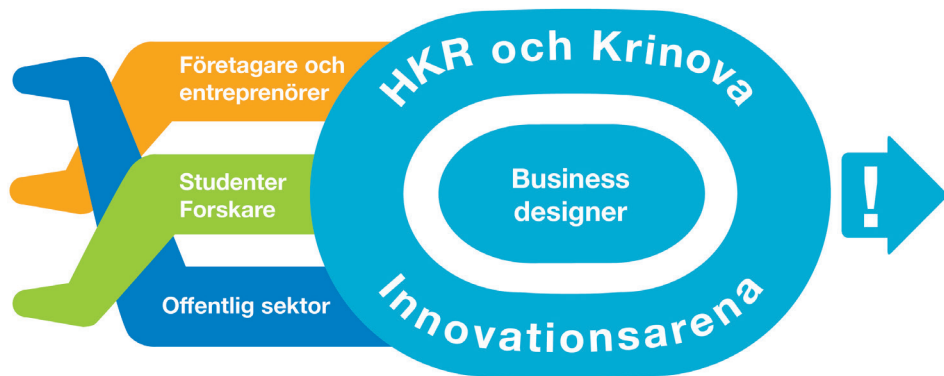 Företagare och
entreprenörer
Studenter
Forskare
Offentlig sektor
HKR och Krinova
Business
designer
Innovationsarena
!